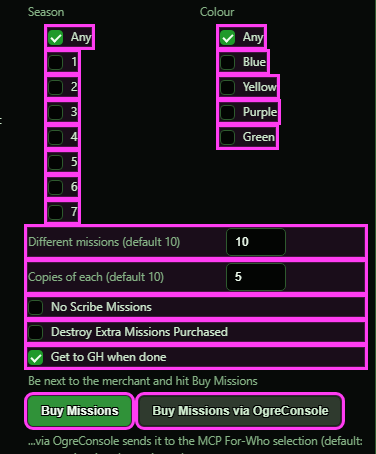 Season Colour
Any Any
1 Blue
2 Yellow
3 Purple
4 Green
5
6
7
Different missions (default 10) 10
Copies of each (default 10) 5
No Scribe Missions
Destroy Extra Missions Purchased
Get to GH when done
Be next to the merchant and hit Buy Missions
Buy Missions Buy Missions via OgreConsole
...via OgreConsole sends it to the MCP For-Who selection (default: